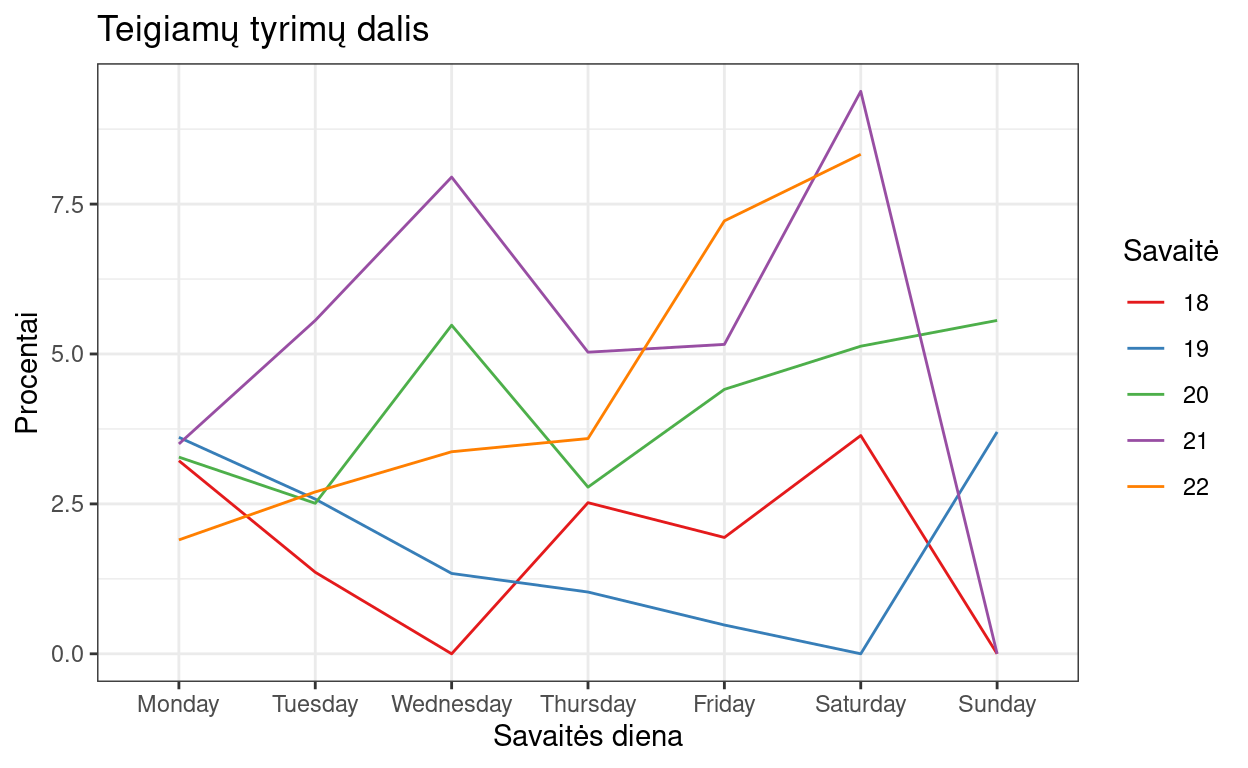 Teigiamų tyrimų dalis
Procentai
7.5
5.0
2.5
0.0
Monday Tuesday Wednesday Thursday Friday Saturday Sunday
Savaitės diena
Savaitė
18
19
20
21
22